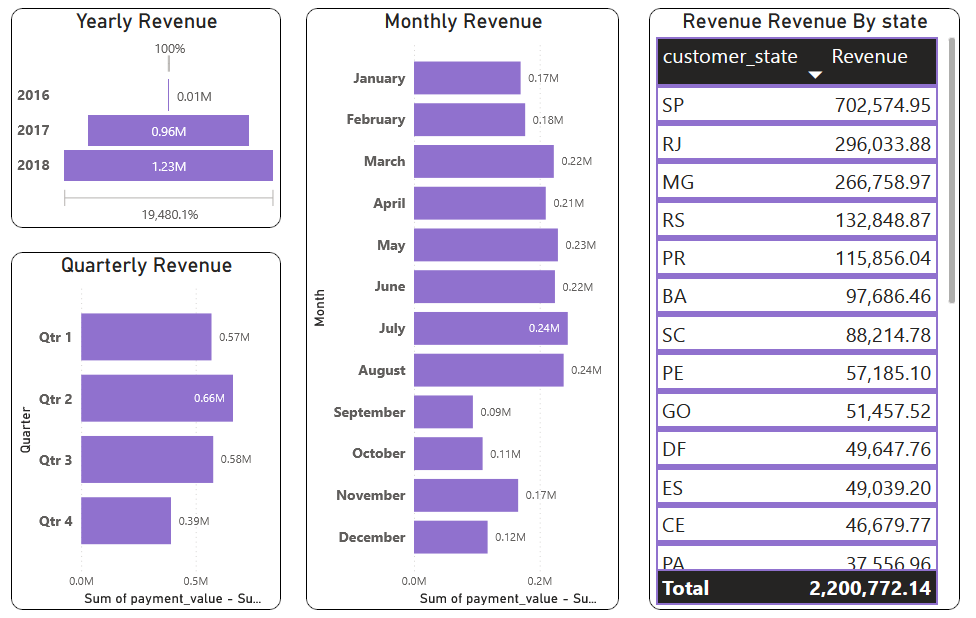 Yearly Revenue
100%
2016 0.01M
2017 0.96M
2018 1.23M
19,480.1%
Quarterly Revenue
Quarter
Qtr 1 0.57M
Qtr 2 0.66M
Qtr 3 0.58M
Qtr 4 0.39M
0.0M 0.5M
Sum of payment_value - Su...
Monthly Revenue
Month
January 0.17M
February 0.18M
March 0.22M
April 0.21M
May 0.23M
June 0.22M
July 0.24M
August 0.24M
September 0.09M
October 0.11M
November 0.17M
December 0.12M
0.0M 0.2M
Sum of payment_value - Su...
Revenue Revenue By state
customer_state Revenue
SP 702,574.95
RJ 296,033.88
MG 266,758.97
RS 132,848.87
PR 115,856.04
BA 97,686.46
SC 88,214.78
PE 57,185.10
GO 51,457.52
DF 49,647.76
ES 49,039.20
CE 46,679.77
PA 37,556.96
Total 2,200,772.14